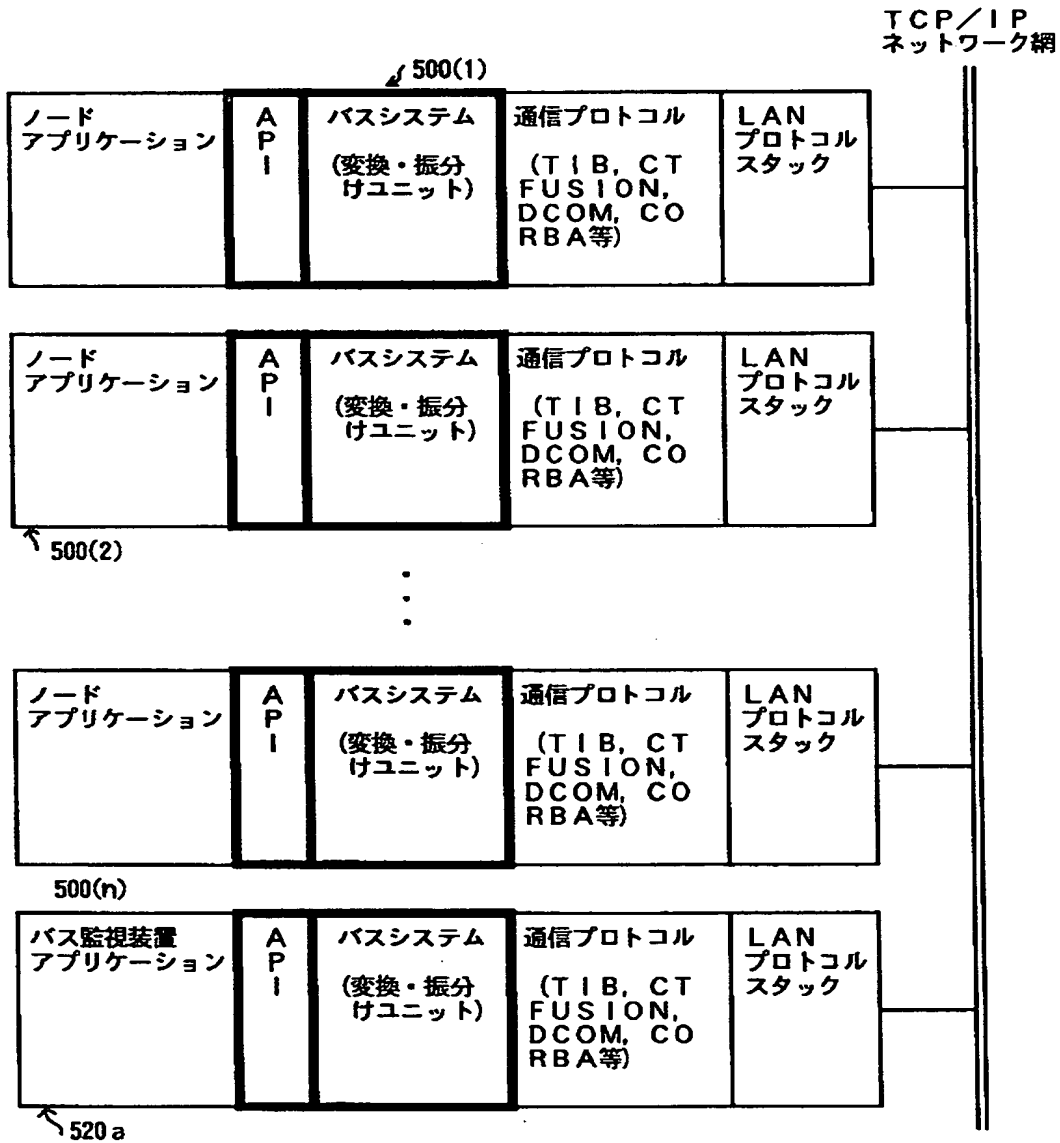 TCP/IP
ネットワーク網
500(1)
ノード
アプリケーション
A
P
I
バスシステム
(変換・振分
けユニット)
通信プロトコル
(TIB, CT
FUSION,
DCOM, CO
RBA等)
LAN
プロトコル
スタック
ノード
アプリケーション
A
P
I
バスシステム
(変換・振分
けユニット)
通信プロトコル
(TIB, CT
FUSION,
DCOM, CO
RBA等)
LAN
プロトコル
スタック
500(2)
ノード
アプリケーション
A
P
I
バスシステム
(変換・振分
けユニット)
通信プロトコル
(TIB, CT
FUSION,
DCOM, CO
RBA等)
LAN
プロトコル
スタック
500(n)
バス監視装置
アプリケーション
A
P
I
バスシステム
(変換・振分
けユニット)
通信プロトコル
(TIB, CT
FUSION,
DCOM, CO
RBA等)
LAN
プロトコル
スタック
520a